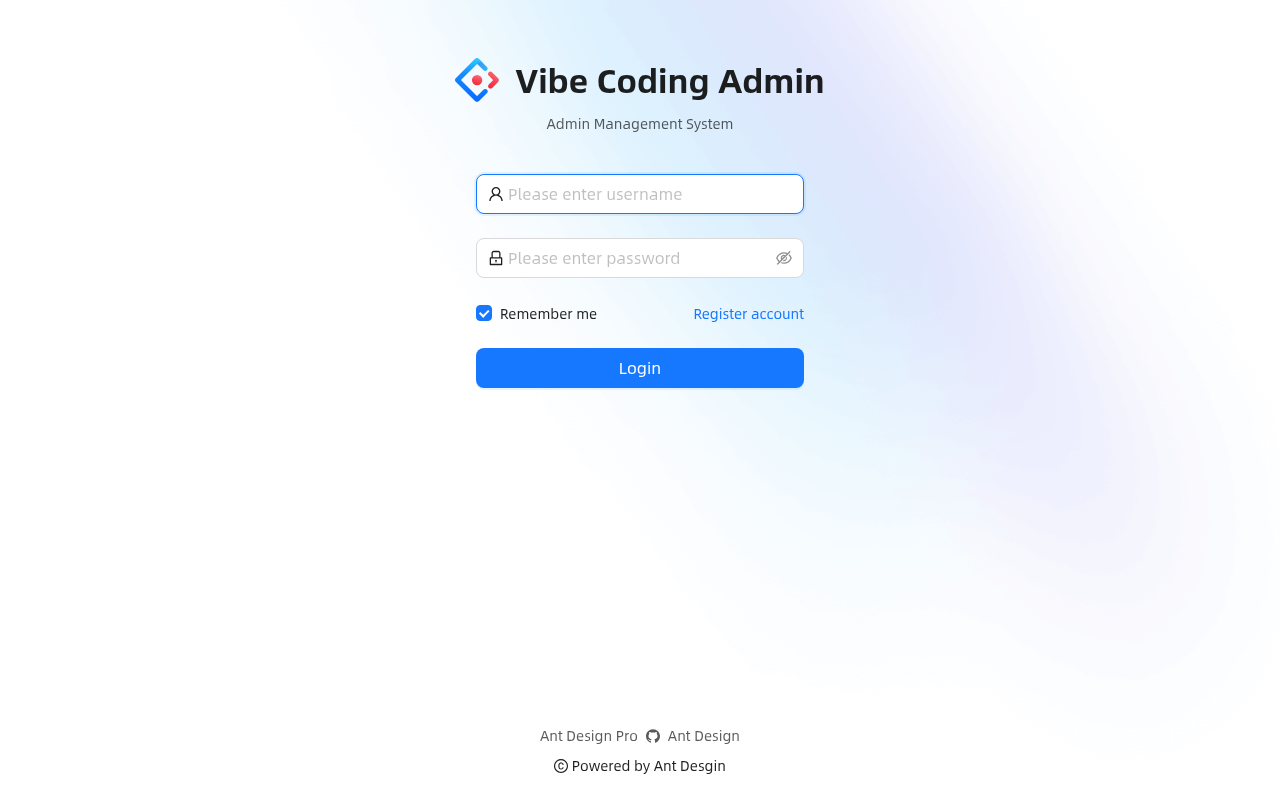 Vibe Coding Admin
Admin Management System
Please enter username
Please enter password
Remember me
Register account
Login
Ant Design Pro
Ant Design
© Powered by Ant Desgin